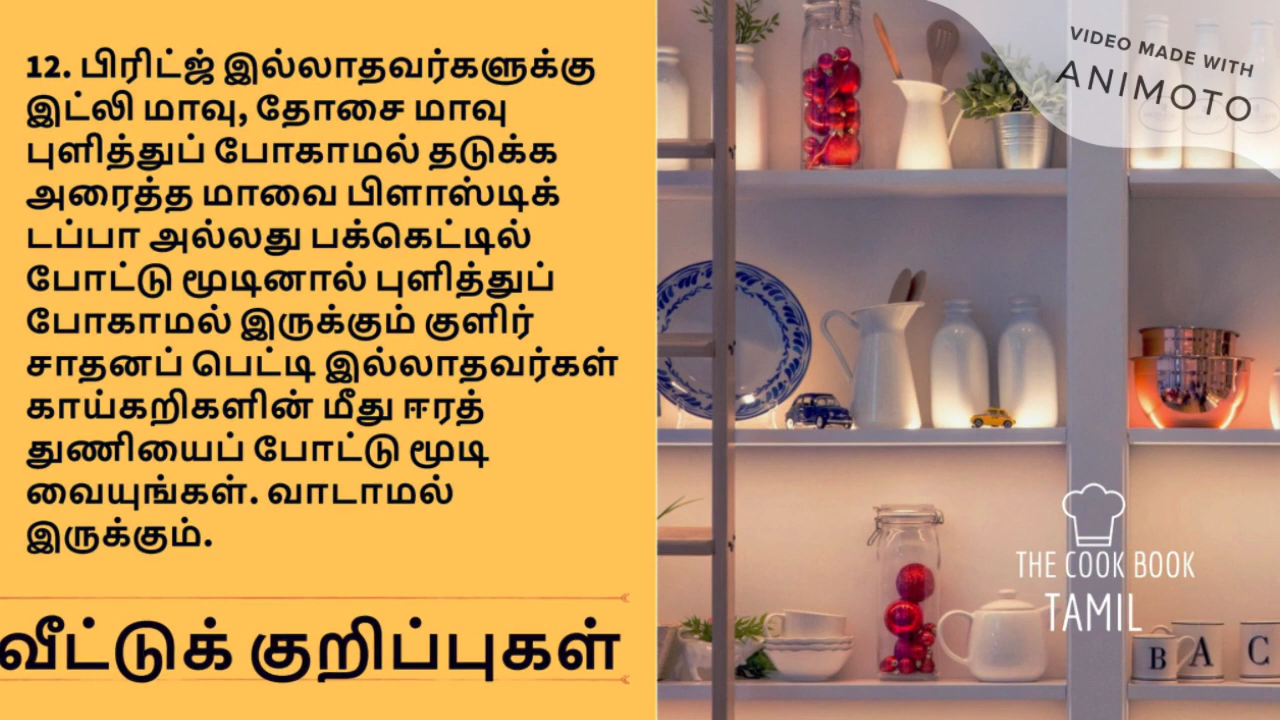 12. பிரிட்ஜ் இல்லாதவர்களுக்கு
இட்லி மாவு, தோசை மாவு
புளித்துப் போகாமல் தடுக்க
அரைத்த மாவை பிளாஸ்டிக்
டப்பா அல்லது பக்கெட்டில்
போட்டு மூடினால் புளித்துப்
போகாமல் இருக்கும் குளிர்
சாதனப் பெட்டி இல்லாதவர்கள்
காய்கறிகளின் மீது ஈரத்
துணியைப் போட்டு மூடி
வையுங்கள். வாடாமல்
இருக்கும்.
வீட்டுக் குறிப்புகள்
VIDEO MADE WITH
ANIMOTO
THE COOK BOOK
TAMIL
B A C